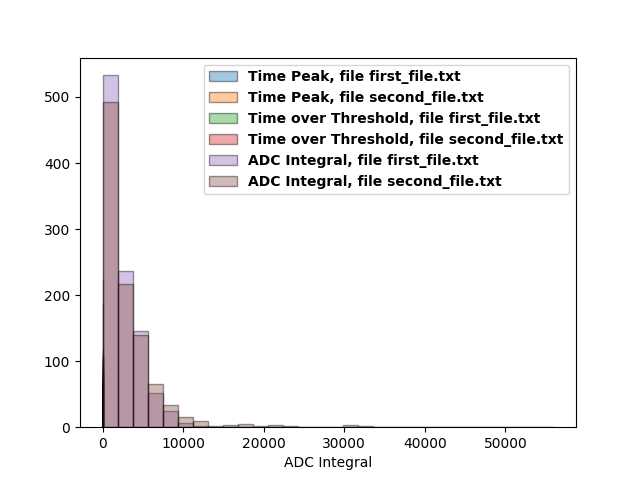 Time Peak, file first_file.txt
Time Peak, file second_file.txt
Time over Threshold, file first_file.txt
Time over Threshold, file second_file.txt
ADC Integral, file first_file.txt
ADC Integral, file second_file.txt
500
400
300
200
100
0
0 10000 20000 30000 40000 50000
ADC Integral